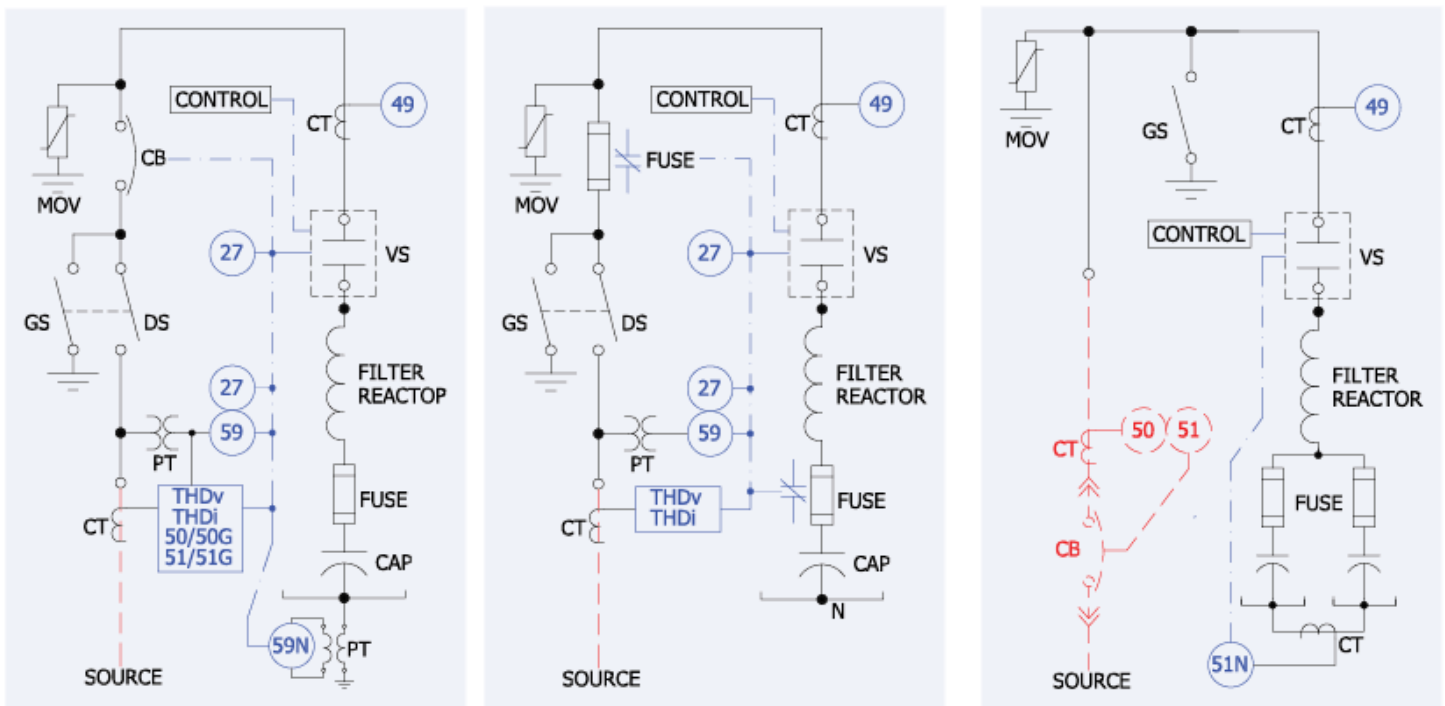 CONTROL
49
CT
MOV
CB
27
VS
GS
DS
FILTER
REACTOP
27
59
PT
THDv
THDi
50/50G
51/51G
CT
FUSE
CAP
59N
PT
SOURCE
CONTROL
49
CT
FUSE
MOV
27
VS
GS
DS
FILTER
REACTOR
27
59
PT
THDv
THDi
CT
FUSE
CAP
N
SOURCE
49
CT
MOV
GS
CONTROL
VS
FILTER
REACTOR
50
51
CT
FUSE
CB
CT
51N
SOURCE